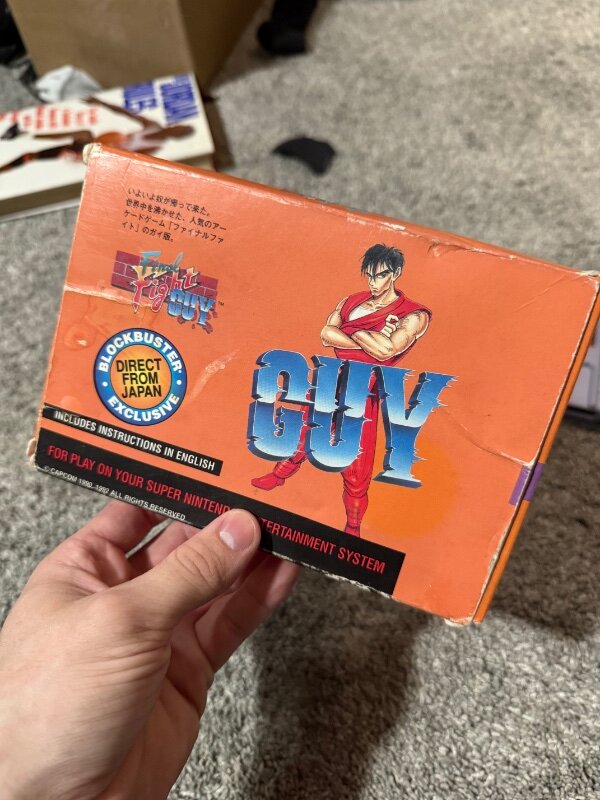 いよいよ奴が帰って来た。
世界中を沸かせた、人気のアー
ケードゲーム「ファイナルファ
イト」のガイ版。
Final
Fight
GUY™
BLOCKBUSTER®
DIRECT
FROM
JAPAN
EXCLUSIVE
GUY
INCLUDES INSTRUCTIONS IN ENGLISH
FOR PLAY ON YOUR SUPER NINTENDO ENTERTAINMENT SYSTEM
© CAPCOM 1990, 1992 ALL RIGHTS RESERVED